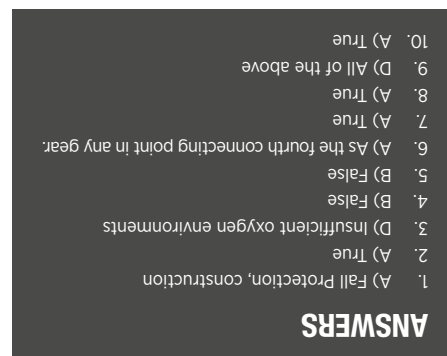 ANSWERS
1. A) Fall Protection, construction
2. A) True
3. D) Insufficient oxygen environments
4. B) False
5. B) False
6. A) As the fourth connecting point in any gear.
7. A) True
8. A) True
9. D) All of the above
10. A) True